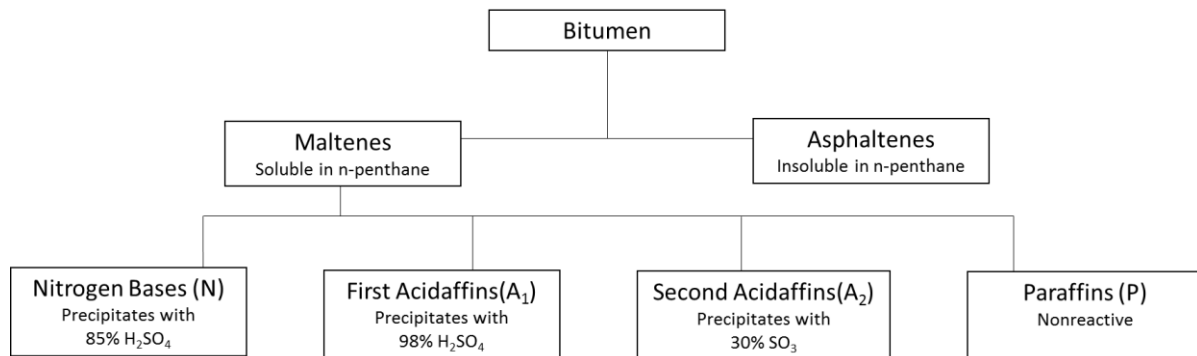 Bitumen
Maltenes
Soluble in n-penthane
Asphaltenes
Insoluble in n-penthane
Nitrogen Bases (N)
Precipitates with
85% H₂SO₄
First Acidaffins(A₁)
Precipitates with
98% H₂SO₄
Second Acidaffins(A₂)
Precipitates with
30% SO₃
Paraffins (P)
Nonreactive